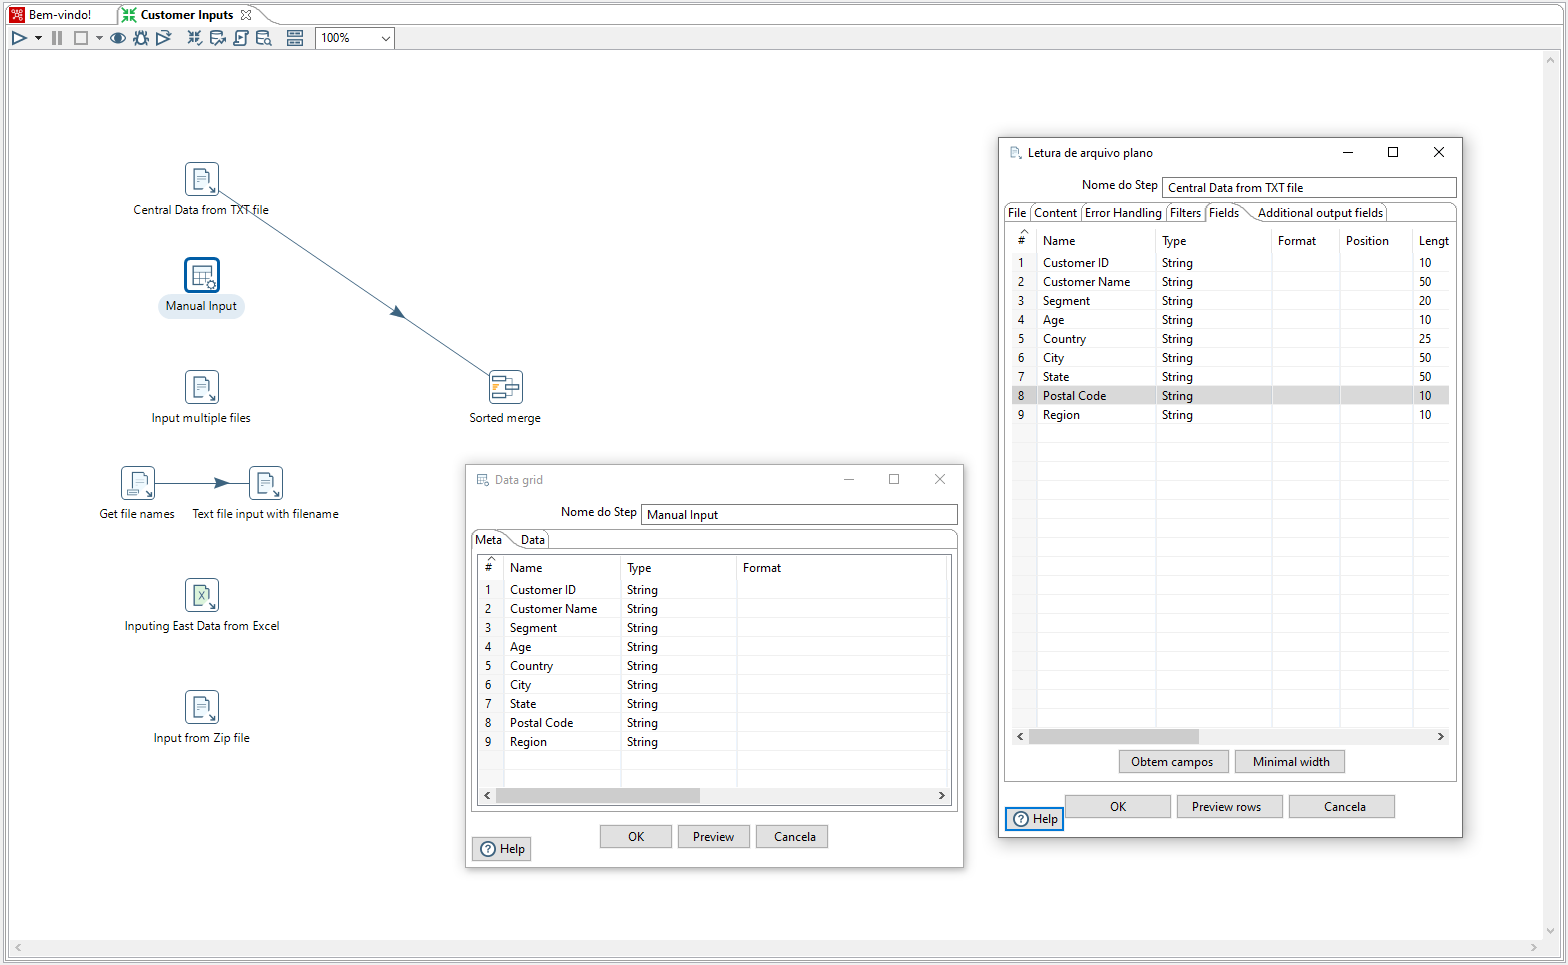 Bem-vindo!
Customer Inputs
100%
Central Data from TXT file
Manual Input
Input multiple files
Sorted merge
Get file names
Text file input with filename
Inputing East Data from Excel
Input from Zip file
Data grid
Nome do Step Manual Input
Meta Data
# Name Type Format
1 Customer ID String
2 Customer Name String
3 Segment String
4 Age String
5 Country String
6 City String
7 State String
8 Postal Code String
9 Region String
OK Preview Cancela
Help
Letura de arquivo plano
Nome do Step Central Data from TXT file
File Content Error Handling Filters Fields Additional output fields
# Name Type Format Position Lengt
1 Customer ID String 10
2 Customer Name String 50
3 Segment String 20
4 Age String 10
5 Country String 25
6 City String 50
7 State String 50
8 Postal Code String 10
9 Region String 10
Obtem campos Minimal width
OK Preview rows Cancela
Help